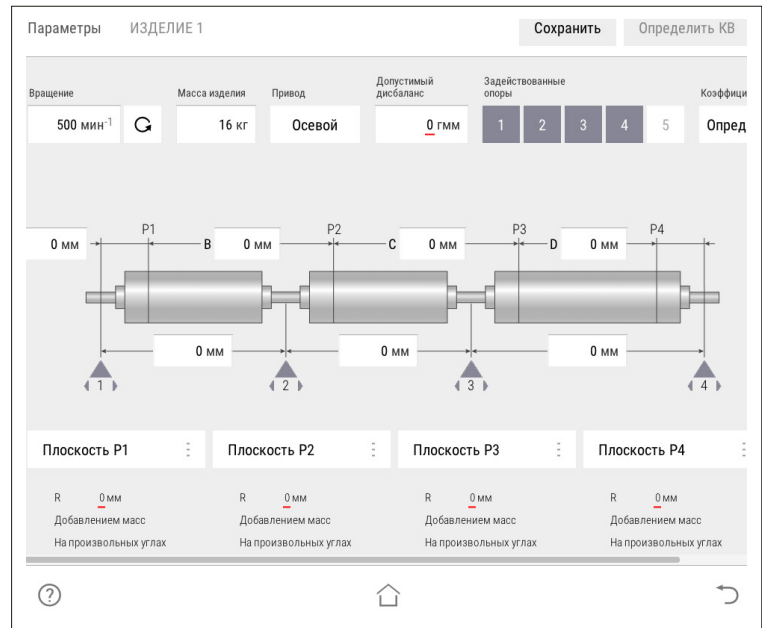 Параметры ИЗДЕЛИЕ 1 Сохранить Определить КВ
Вращение Масса изделия Привод Допустимый дисбаланс Задействованные опоры Коэффици
500 мин-1 16 кг Осевой 0 гмм 1 2 3 4 5 Опред
P1 P2 P3 P4
0 мм B 0 мм C 0 мм D 0 мм
0 мм 0 мм 0 мм
1 2 3 4
Плоскость P1 Плоскость P2 Плоскость P3 Плоскость P4
R 0 мм R 0 мм R 0 мм R 0 мм
Добавлением масс Добавлением масс Добавлением масс Добавлением масс
На произвольных углах На произвольных углах На произвольных углах На произвольных углах
?